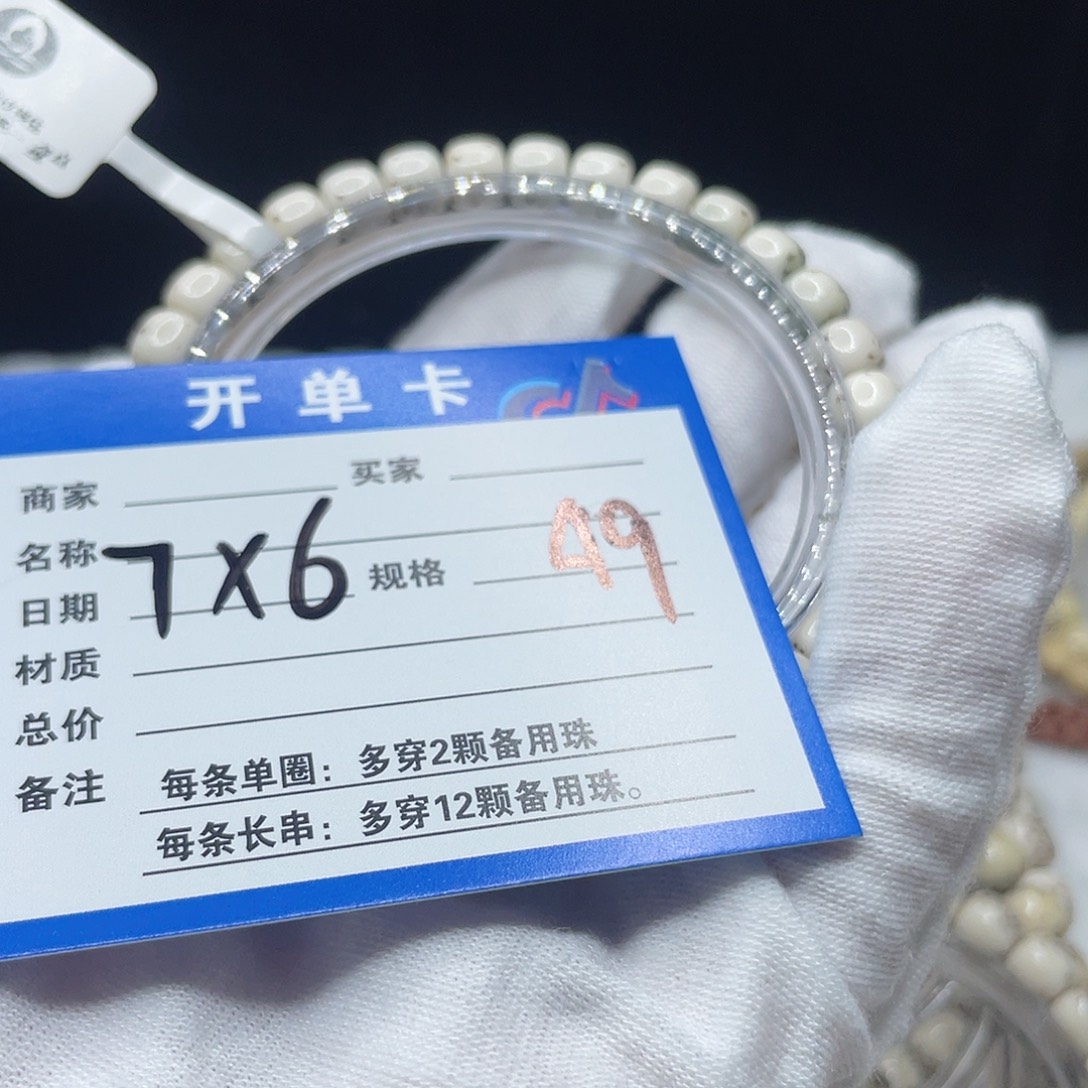 开单卡
商家 买家
名称 7X6 规格 49
日期
材质
总价
备注 每条单圈：多穿2颗备用珠
每条长串：多穿12颗备用珠。